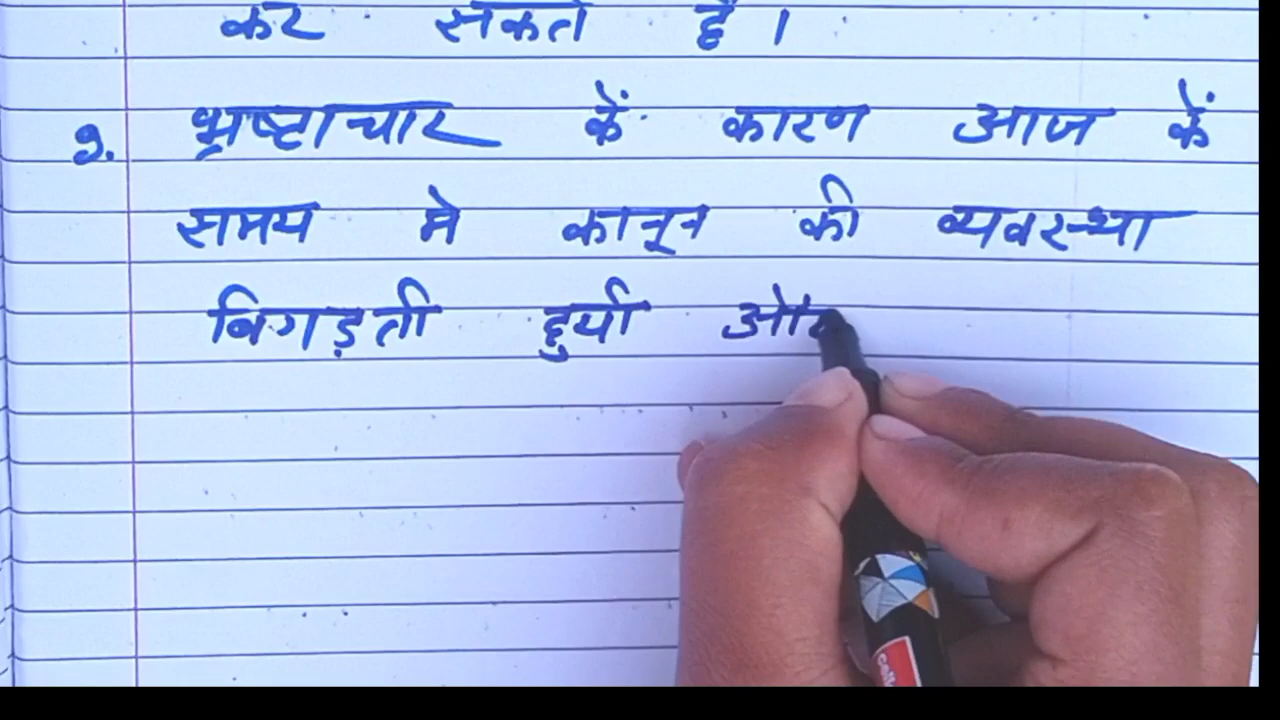 कर सकते हैं ।
9. भ्रष्टाचार कें कारण आज कें
समय मे कानून की व्यवस्था
बिगड़ती हुयी